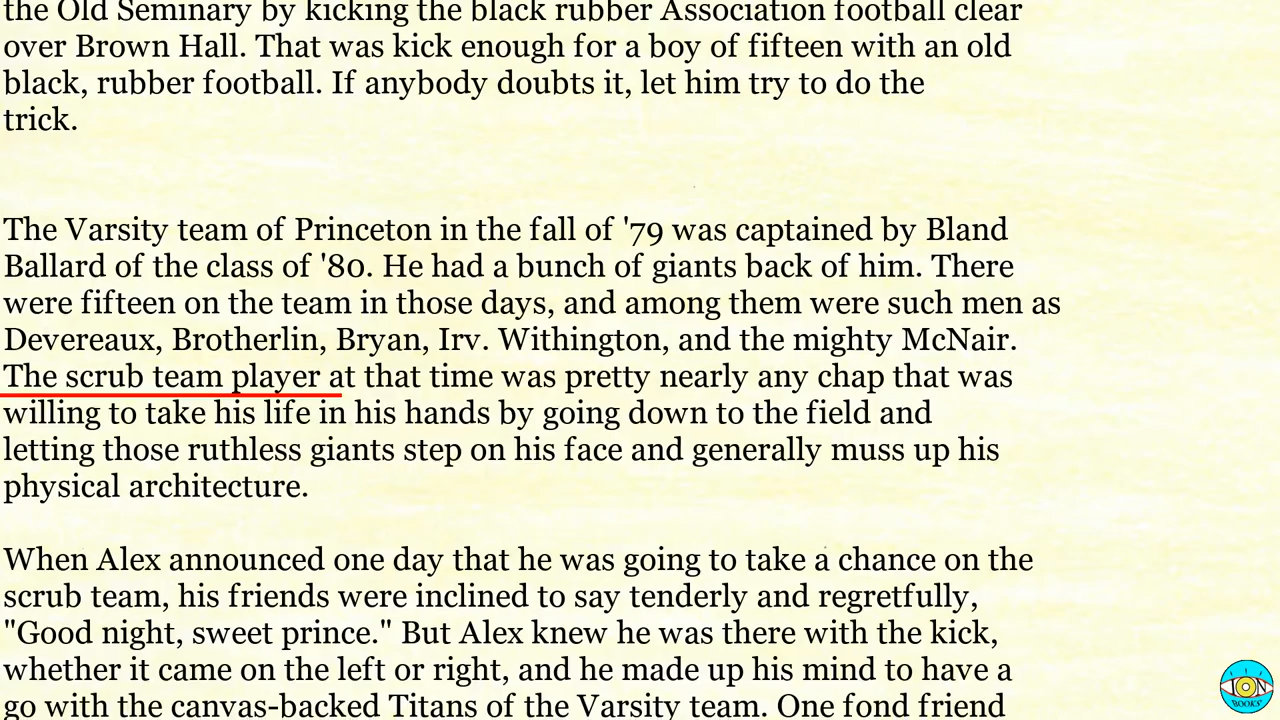 the Old Seminary by kicking the black rubber Association football clear
over Brown Hall. That was kick enough for a boy of fifteen with an old
black, rubber football. If anybody doubts it, let him try to do the
trick.
The Varsity team of Princeton in the fall of '79 was captained by Bland
Ballard of the class of '80. He had a bunch of giants back of him. There
were fifteen on the team in those days, and among them were such men as
Devereaux, Brotherlin, Bryan, Irv. Withington, and the mighty McNair.
The scrub team player at that time was pretty nearly any chap that was
willing to take his life in his hands by going down to the field and
letting those ruthless giants step on his face and generally muss up his
physical architecture.
When Alex announced one day that he was going to take a chance on the
scrub team, his friends were inclined to say tenderly and regretfully,
"Good night, sweet prince." But Alex knew he was there with the kick,
whether it came on the left or right, and he made up his mind to have a
go with the canvas-backed Titans of the Varsity team. One fond friend
ION
BOOKS